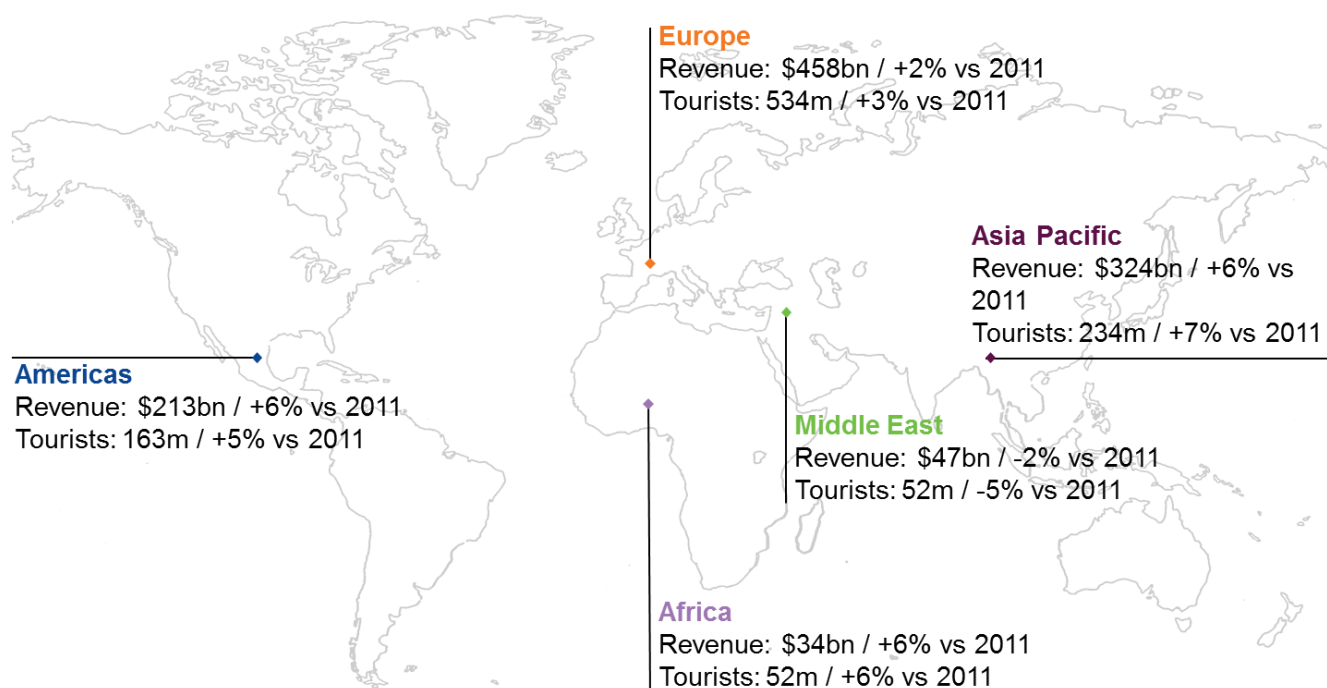 Europe
Revenue: $458bn / +2% vs 2011
Tourists: 534m / +3% vs 2011
Asia Pacific
Revenue: $324bn / +6% vs
2011
Tourists: 234m / +7% vs 2011
Americas
Revenue: $213bn / +6% vs 2011
Tourists: 163m / +5% vs 2011
Middle East
Revenue: $47bn / -2% vs 2011
Tourists: 52m / -5% vs 2011
Africa
Revenue: $34bn / +6% vs 2011
Tourists: 52m / +6% vs 2011